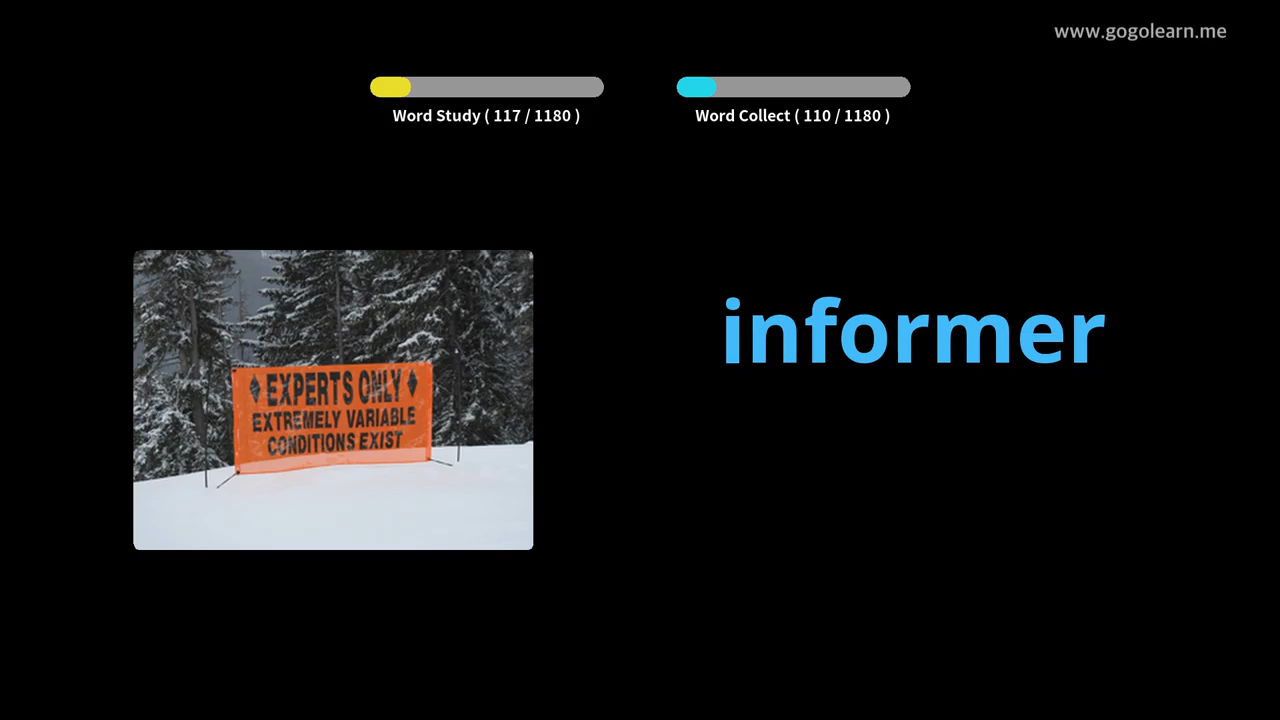 www.gogolearn.me
Word Study ( 117 / 1180 )
Word Collect ( 110 / 1180 )
EXPERTS ONLY
EXTREMELY VARIABLE
CONDITIONS EXIST
informer